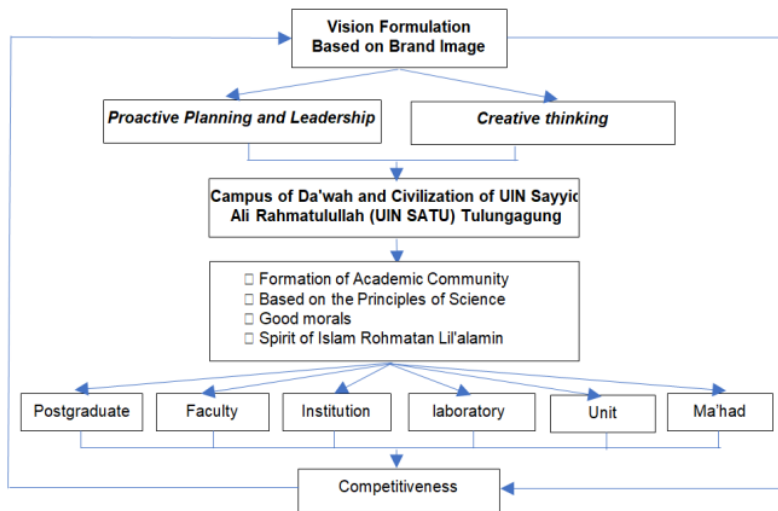 Vision Formulation
Based on Brand Image
Proactive Planning and Leadership
Creative thinking
Campus of Da'wah and Civilization of UIN Sayyic
Ali Rahmatulullah (UIN SATU) Tulungagung
□ Formation of Academic Community
□ Based on the Principles of Science
□ Good morals
□ Spirit of Islam Rohmatan Lil'alamin
Postgraduate
Faculty
Institution
laboratory
Unit
Ma'had
Competitiveness